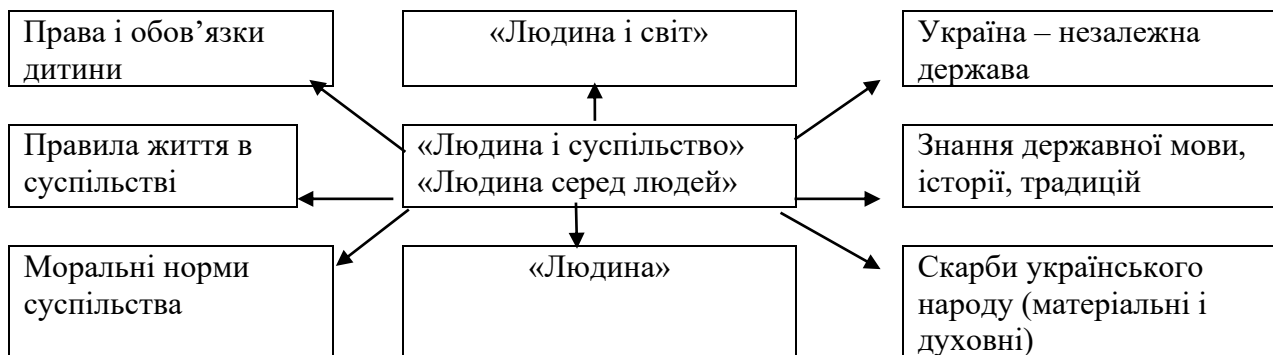 Права і обов’язки
дитини
«Людина і світ»
Україна – незалежна
держава
Правила життя в
суспільстві
«Людина і суспільство»
«Людина серед людей»
Знання державної мови,
історії, традицій
Моральні норми
суспільства
«Людина»
Скарби українського
народу (матеріальні і
духовні)